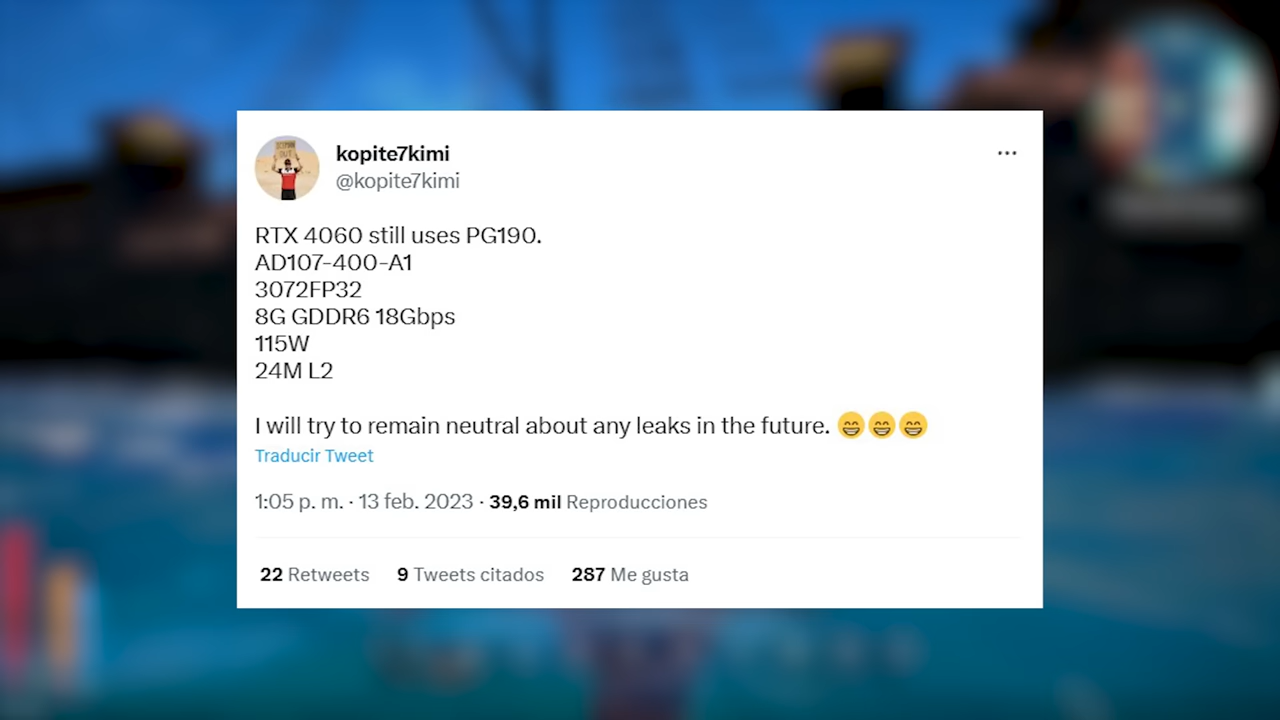 kopite7kimi
@kopite7kimi
RTX 4060 still uses PG190.
AD107-400-A1
3072FP32
8G GDDR6 18Gbps
115W
24M L2
I will try to remain neutral about any leaks in the future. 😁😁😁
Traducir Tweet
1:05 p. m. · 13 feb. 2023 · 39,6 mil Reproducciones
22 Retweets 9 Tweets citados 287 Me gusta